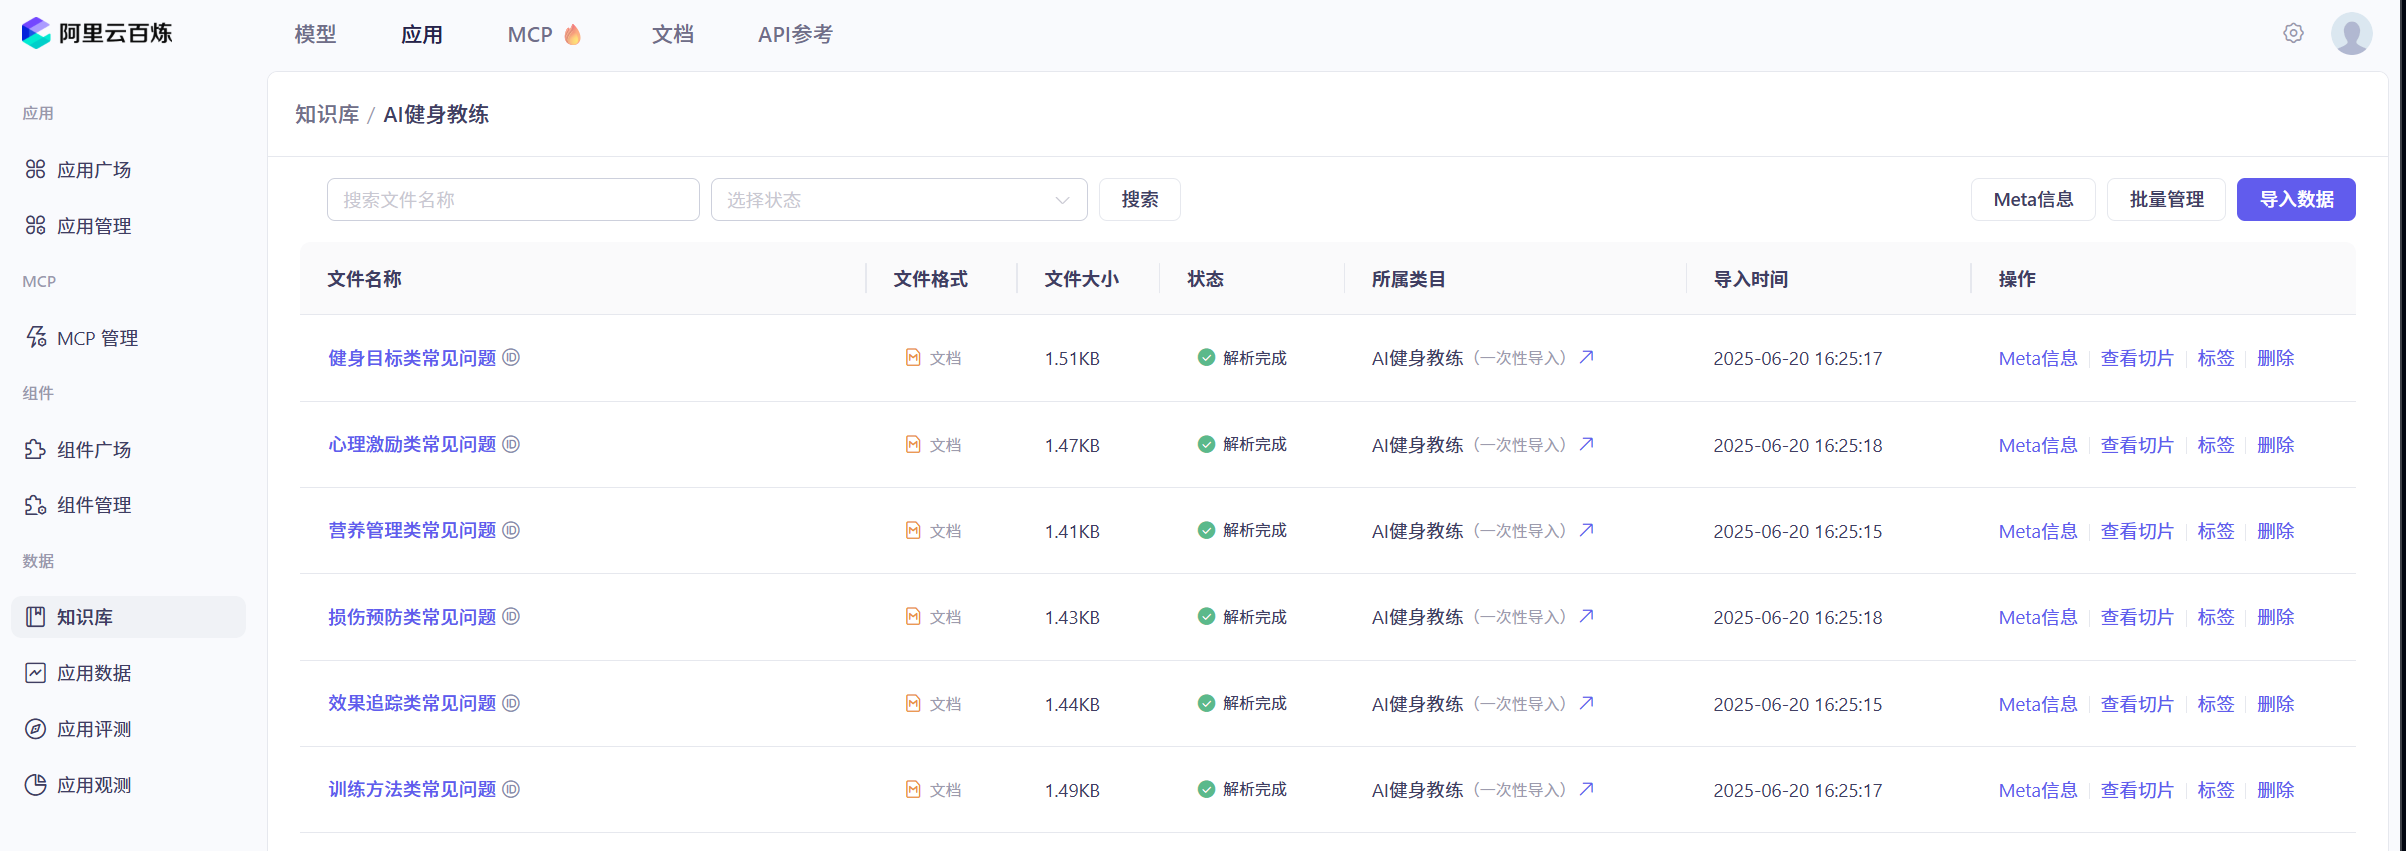 阿里云百炼 模型 应用 MCP 文档 API参考
应用
应用广场
应用管理
MCP
MCP 管理
组件
组件广场
组件管理
数据
知识库
应用数据
应用评测
应用观测
知识库 / AI健身教练
搜索文件名称 选择状态 搜索 Meta信息 批量管理 导入数据
文件名称 文件格式 文件大小 状态 所属类目 导入时间 操作
健身目标类常见问题 ID M 文档 1.51KB 解析完成 AI健身教练（一次性导入） 2025-06-20 16:25:17 Meta信息 查看切片 标签 删除
心理激励类常见问题 ID M 文档 1.47KB 解析完成 AI健身教练（一次性导入） 2025-06-20 16:25:18 Meta信息 查看切片 标签 删除
营养管理类常见问题 ID M 文档 1.41KB 解析完成 AI健身教练（一次性导入） 2025-06-20 16:25:15 Meta信息 查看切片 标签 删除
损伤预防类常见问题 ID M 文档 1.43KB 解析完成 AI健身教练（一次性导入） 2025-06-20 16:25:18 Meta信息 查看切片 标签 删除
效果追踪类常见问题 ID M 文档 1.44KB 解析完成 AI健身教练（一次性导入） 2025-06-20 16:25:15 Meta信息 查看切片 标签 删除
训练方法类常见问题 ID M 文档 1.49KB 解析完成 AI健身教练（一次性导入） 2025-06-20 16:25:17 Meta信息 查看切片 标签 删除